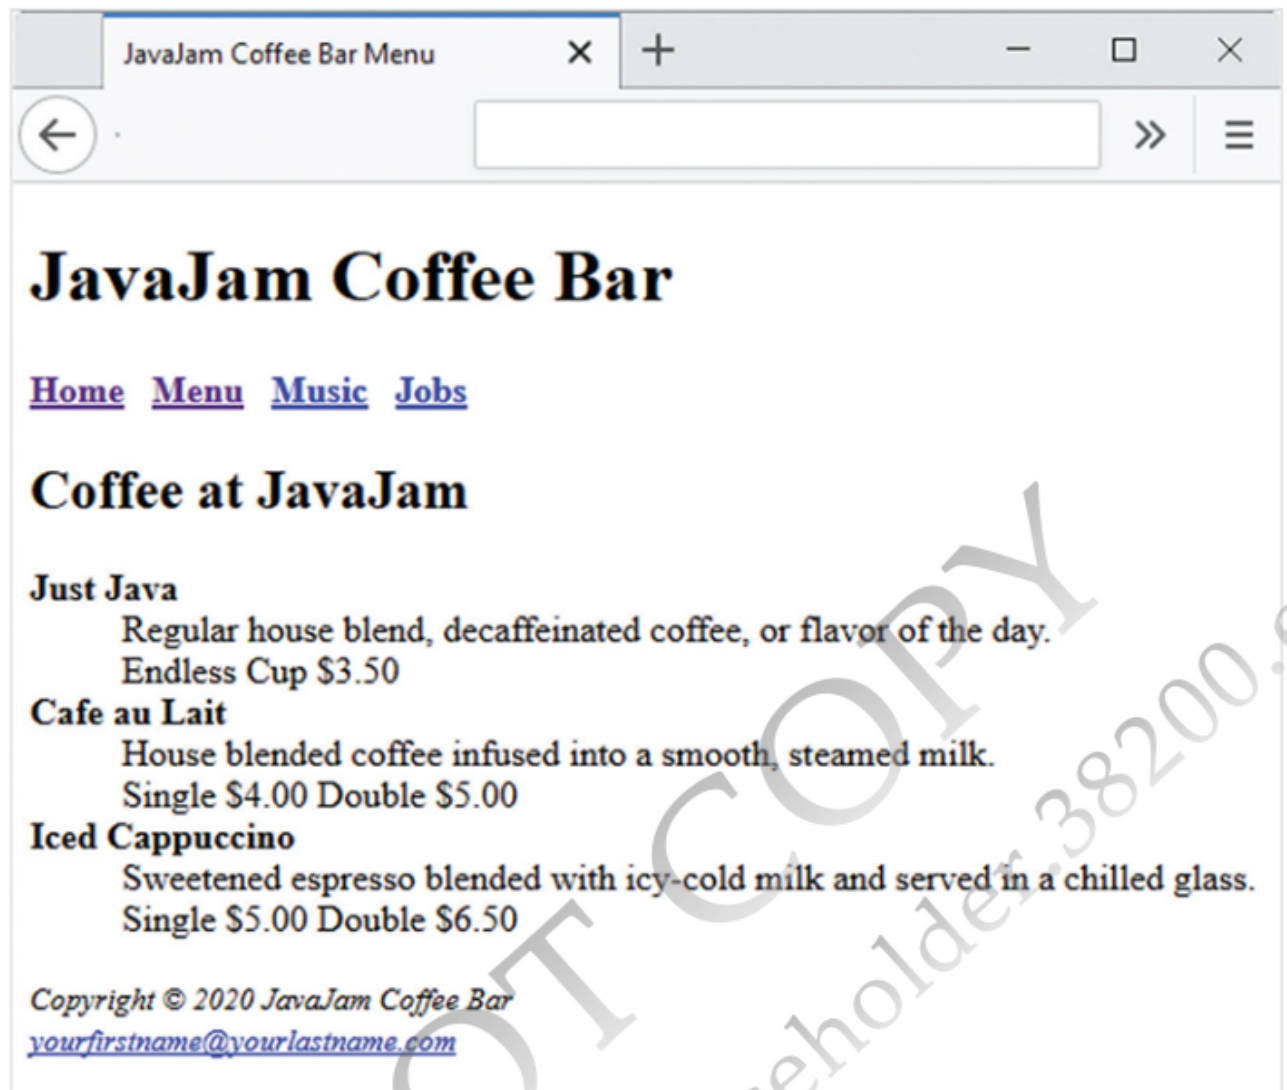 JavaJam Coffee Bar Menu
JavaJam Coffee Bar
Home Menu Music Jobs
Coffee at JavaJam
Just Java
Regular house blend, decaffeinated coffee, or flavor of the day.
Endless Cup $3.50
Cafe au Lait
House blended coffee infused into a smooth, steamed milk.
Single $4.00 Double $5.00
Iced Cappuccino
Sweetened espresso blended with icy-cold milk and served in a chilled glass.
Single $5.00 Double $6.50
Copyright © 2020 JavaJam Coffee Bar
yourfirstname@yourlastname.com
COPY